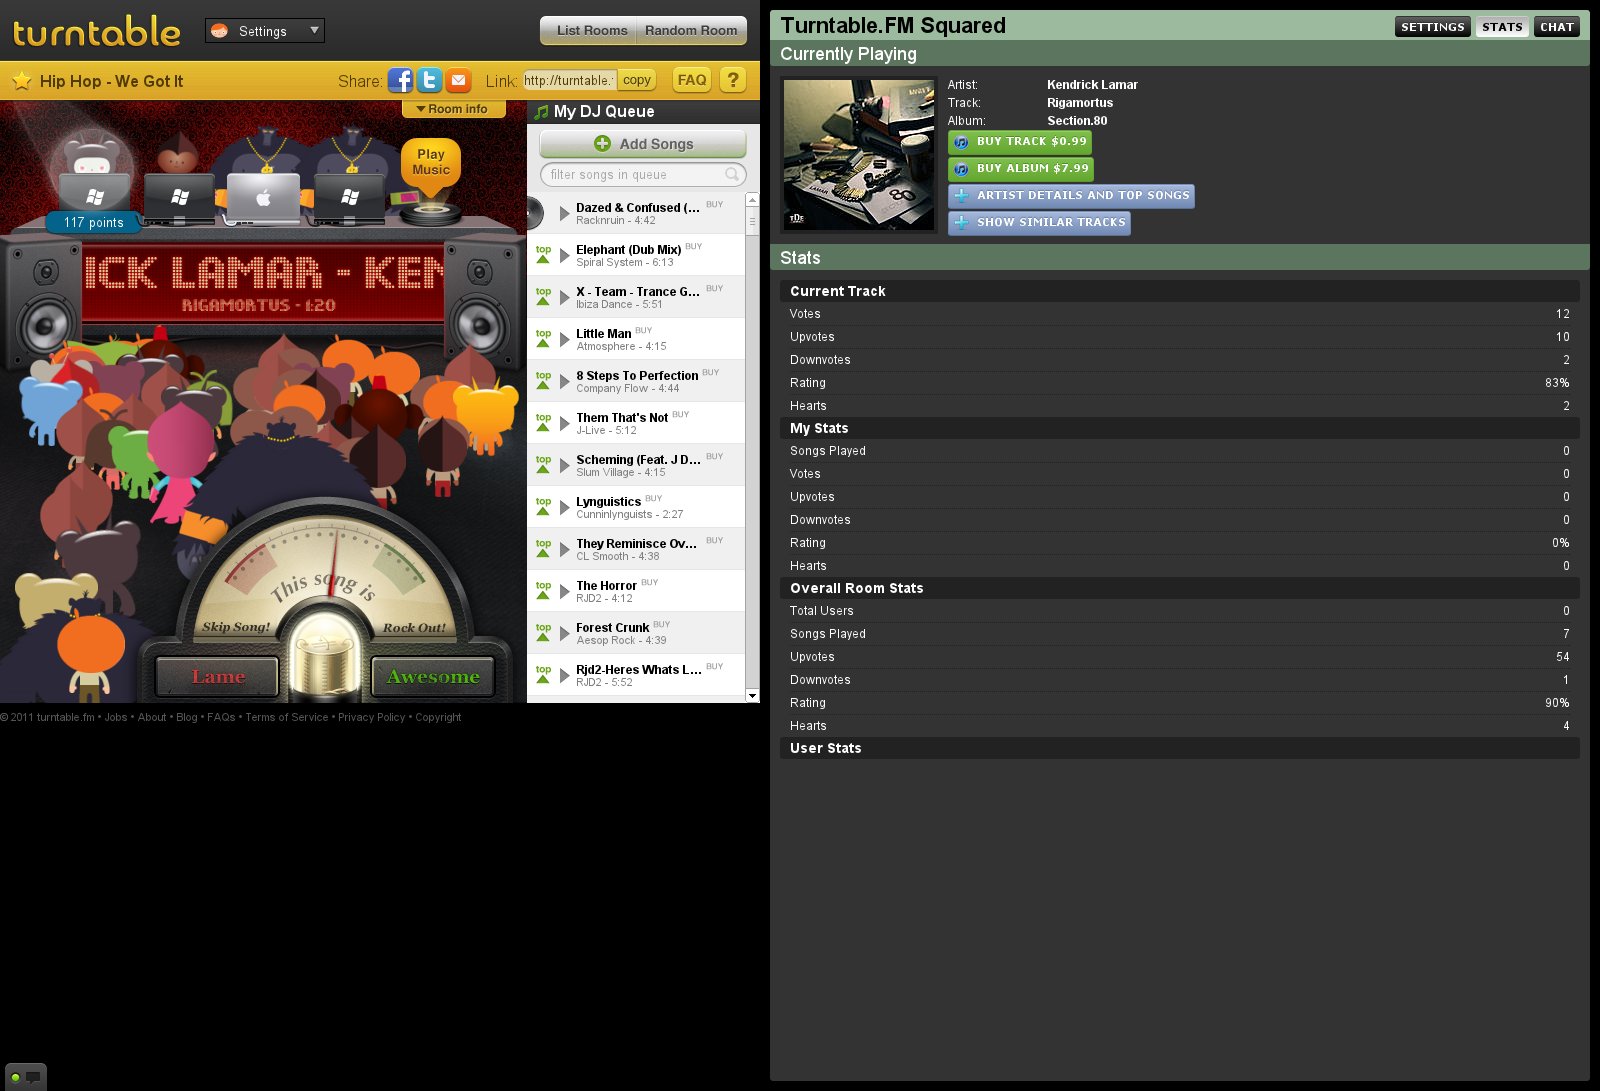 turntable
Settings
List Rooms
Random Room
Hip Hop - We Got It
Share:
Link:
http://turntable.
copy
FAQ
?
Room info
Play
Music
117 points
ICK LAMAR - KEN
RIGAMORTUS - 1:20
This song is
Skip Song!
Rock Out!
Lame
Awesome
My DJ Queue
Add Songs
filter songs in queue
Dazed & Confused (... BUY
Racknruin - 4:42
top
Elephant (Dub Mix) BUY
Spiral System - 6:13
top
X - Team - Trance G... BUY
Ibiza Dance - 5:51
top
Little Man BUY
Atmosphere - 4:15
top
8 Steps To Perfection BUY
Company Flow - 4:44
top
Them That's Not BUY
J-Live - 5:12
top
Scheming (Feat. J D... BUY
Slum Village - 4:15
top
Lynguistics BUY
Cunninlynguists - 2:27
top
They Reminisce Ov... BUY
CL Smooth - 4:38
top
The Horror BUY
RJD2 - 4:12
top
Forest Crunk BUY
Aesop Rock - 4:39
top
Rjd2-Heres Whats L... BUY
RJD2 - 5:52
© 2011 turntable.fm • Jobs • About • Blog • FAQs • Terms of Service • Privacy Policy • Copyright
Turntable.FM Squared
SETTINGS
STATS
CHAT
Currently Playing
Artist: Kendrick Lamar
Track: Rigamortus
Album: Section.80
BUY TRACK $0.99
BUY ALBUM $7.99
ARTIST DETAILS AND TOP SONGS
SHOW SIMILAR TRACKS
LAMAR
80
TDE
Stats
Current Track
Votes 12
Upvotes 10
Downvotes 2
Rating 83%
Hearts 2
My Stats
Songs Played 0
Votes 0
Upvotes 0
Downvotes 0
Rating 0%
Hearts 0
Overall Room Stats
Total Users 0
Songs Played 7
Upvotes 54
Downvotes 1
Rating 90%
Hearts 4
User Stats